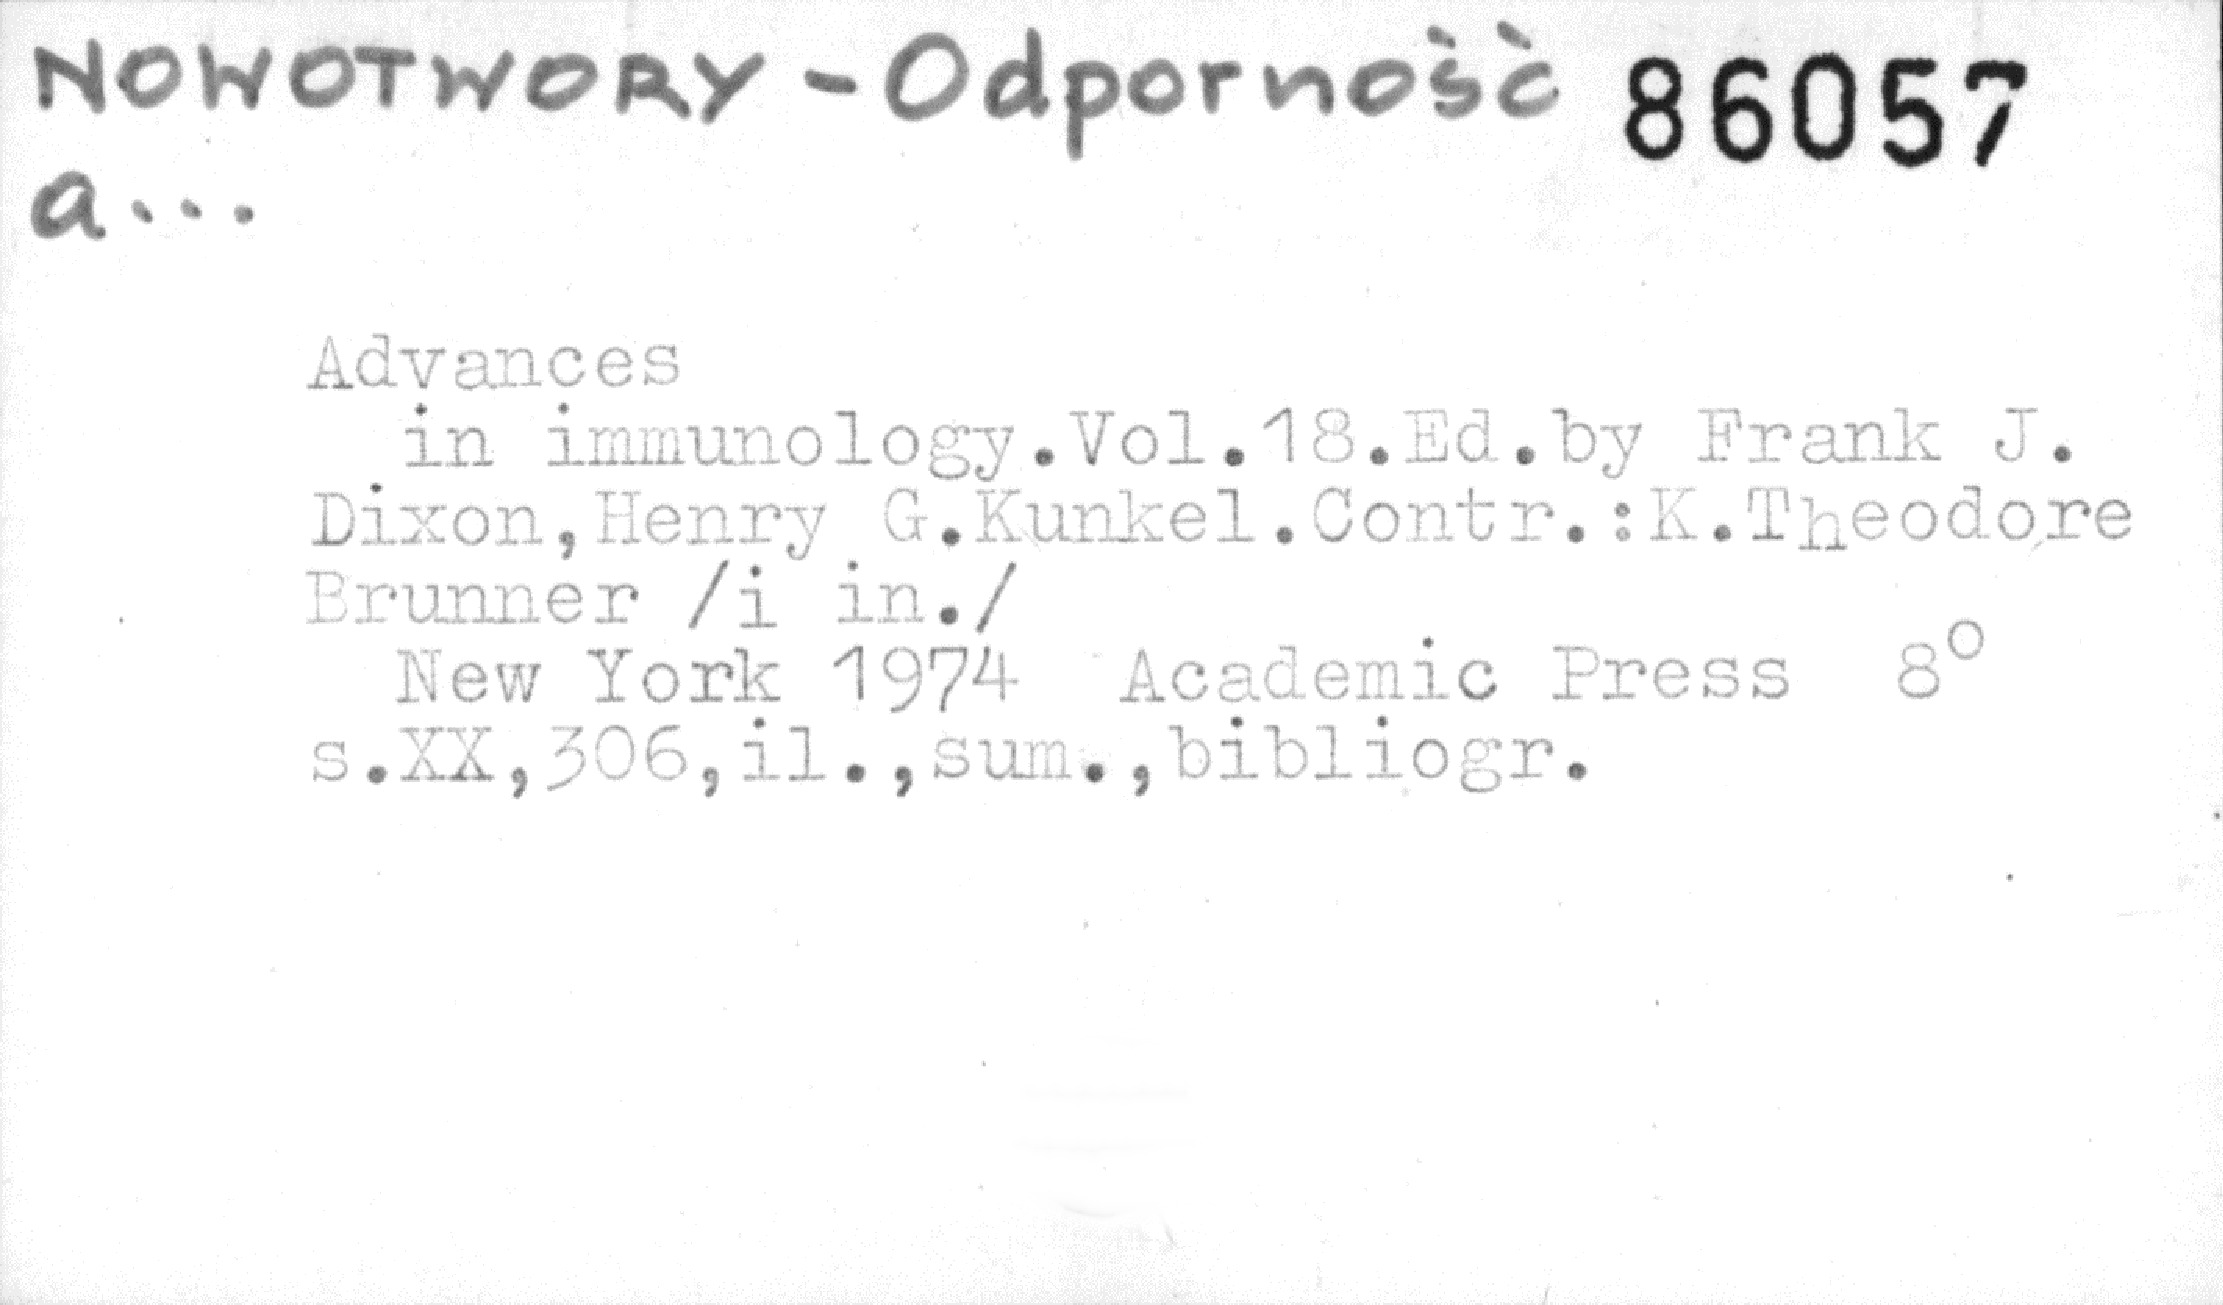 NOWOTWORY - Odporność 86057
a...
Advances
in immunology.Vol.18.Ed.by Frank J.
Dixon,Henry G.Kunkel.Contr.:K.Theodore
Brunner /i in./
New York 1974 Academic Press 8°
s.XX,306,il.,sum.,bibliogr.